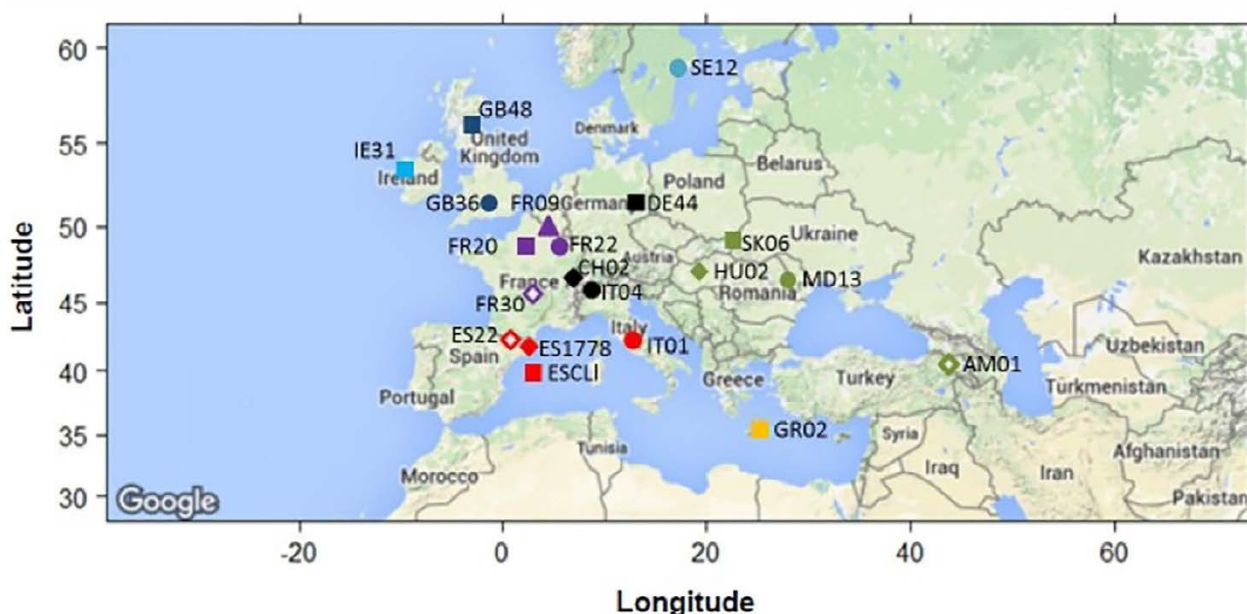 60
55
50
45
40
35
30
-20
0
20
40
60
Latitude
Longitude
SE12
GB48
United
Kingdom
Denmark
IE31
Ireland
Belarus
Poland
GB36
FR09
Germany
DE44
Ukraine
FR20
FR22
SK06
Kazakhstan
CH02
Austria
HU02
MD13
France
IT04
Romania
FR30
Italy
ES22
ES1778
IT01
Spain
ESCLI
Greece
Turkey
AM01
Uzbekistan
Türkmenistan
Portugal
GR02
Tunisia
Syria
Afghanistan
Morocco
Iraq
Iran
Pakistan
Google